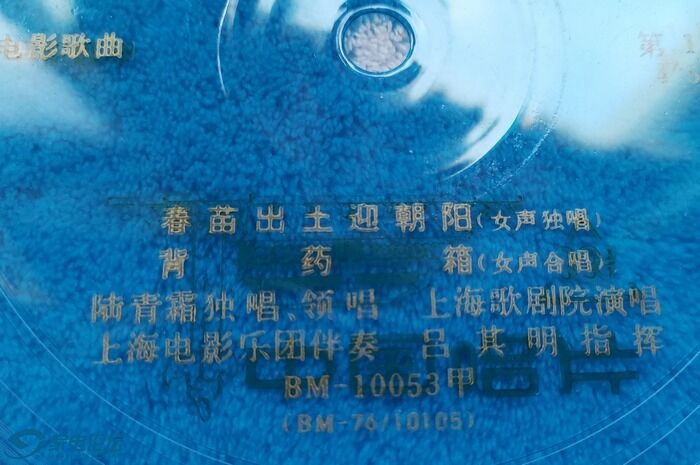 电影歌曲
第
春苗出土迎朝阳(女声独唱)
背药箱(女声合唱)
陆青霜独唱、领唱 上海歌剧院演唱
上海电影乐团伴奏 吕其明指挥
BM-10053甲
(BM-76/10105)